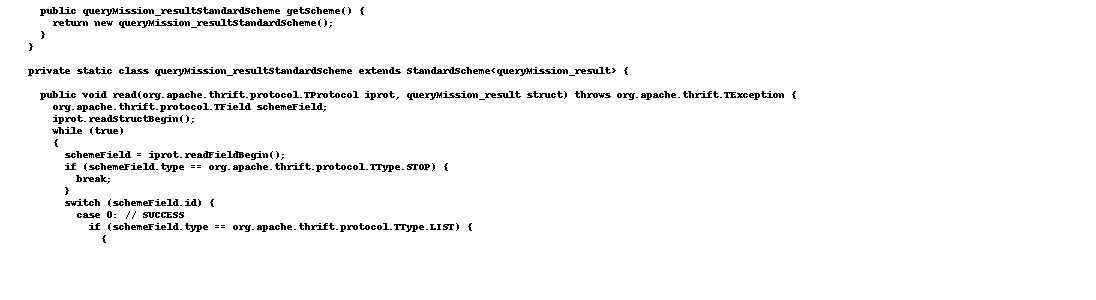 public queryMission_resultStandardScheme getScheme() {
return new queryMission_resultStandardScheme();
}
}
private static class queryMission_resultStandardScheme extends StandardScheme<queryMission_result> {
public void read(org.apache.thrift.protocol.TProtocol iprot, queryMission_result struct) throws org.apache.thrift.TException {
org.apache.thrift.protocol.TField schemeField;
iprot.readStructBegin();
while (true)
{
schemeField = iprot.readFieldBegin();
if (schemeField.type == org.apache.thrift.protocol.TType.STOP) {
break;
}
switch (schemeField.id) {
case 0: // SUCCESS
if (schemeField.type == org.apache.thrift.protocol.TType.LIST) {
{